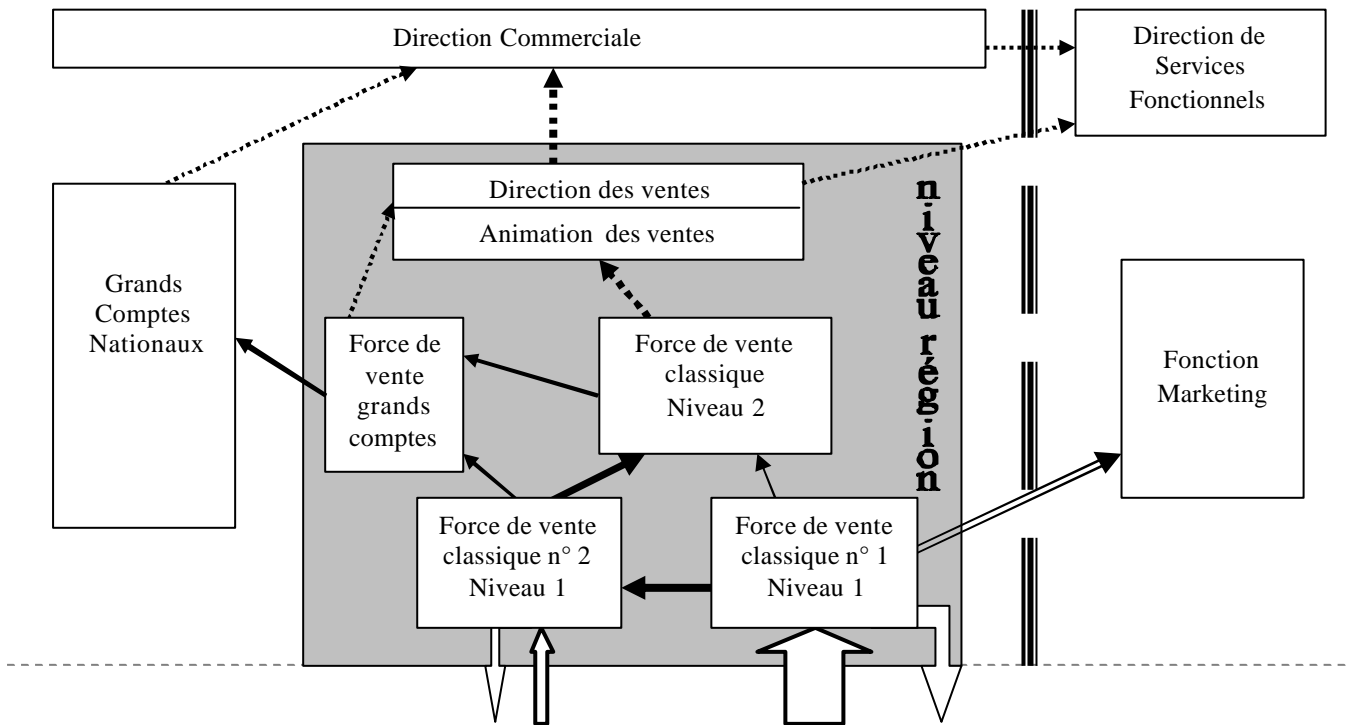 Direction Commerciale
Direction de
Services
Fonctionnels
Direction des ventes
Animation des ventes
niveau région
Grands
Comptes
Nationaux
Force de
vente
grands
comptes
Force de vente
classique
Niveau 2
Fonction
Marketing
Force de vente
classique n° 2
Niveau 1
Force de vente
classique n° 1
Niveau 1